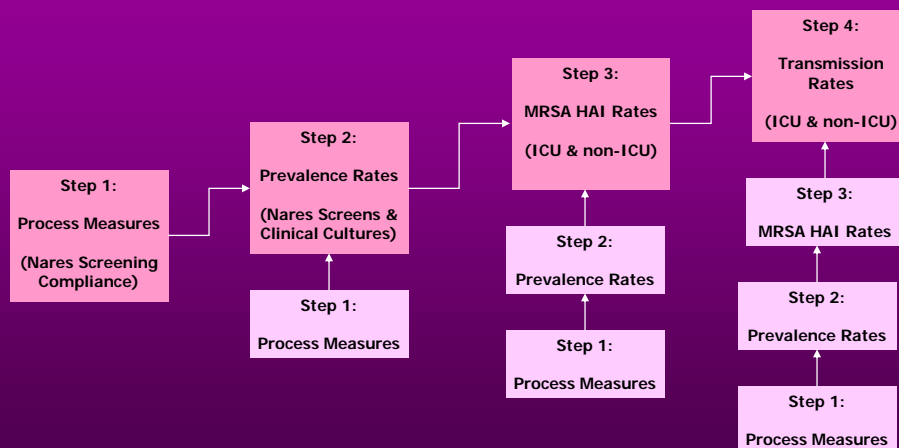 Step 1:
Process Measures
(Nares Screening
Compliance)
Step 2:
Prevalence Rates
(Nares Screens &
Clinical Cultures)
Step 1:
Process Measures
Step 3:
MRSA HAI Rates
(ICU & non-ICU)
Step 2:
Prevalence Rates
Step 1:
Process Measures
Step 4:
Transmission
Rates
(ICU & non-ICU)
Step 3:
MRSA HAI Rates
Step 2:
Prevalence Rates
Step 1:
Process Measures